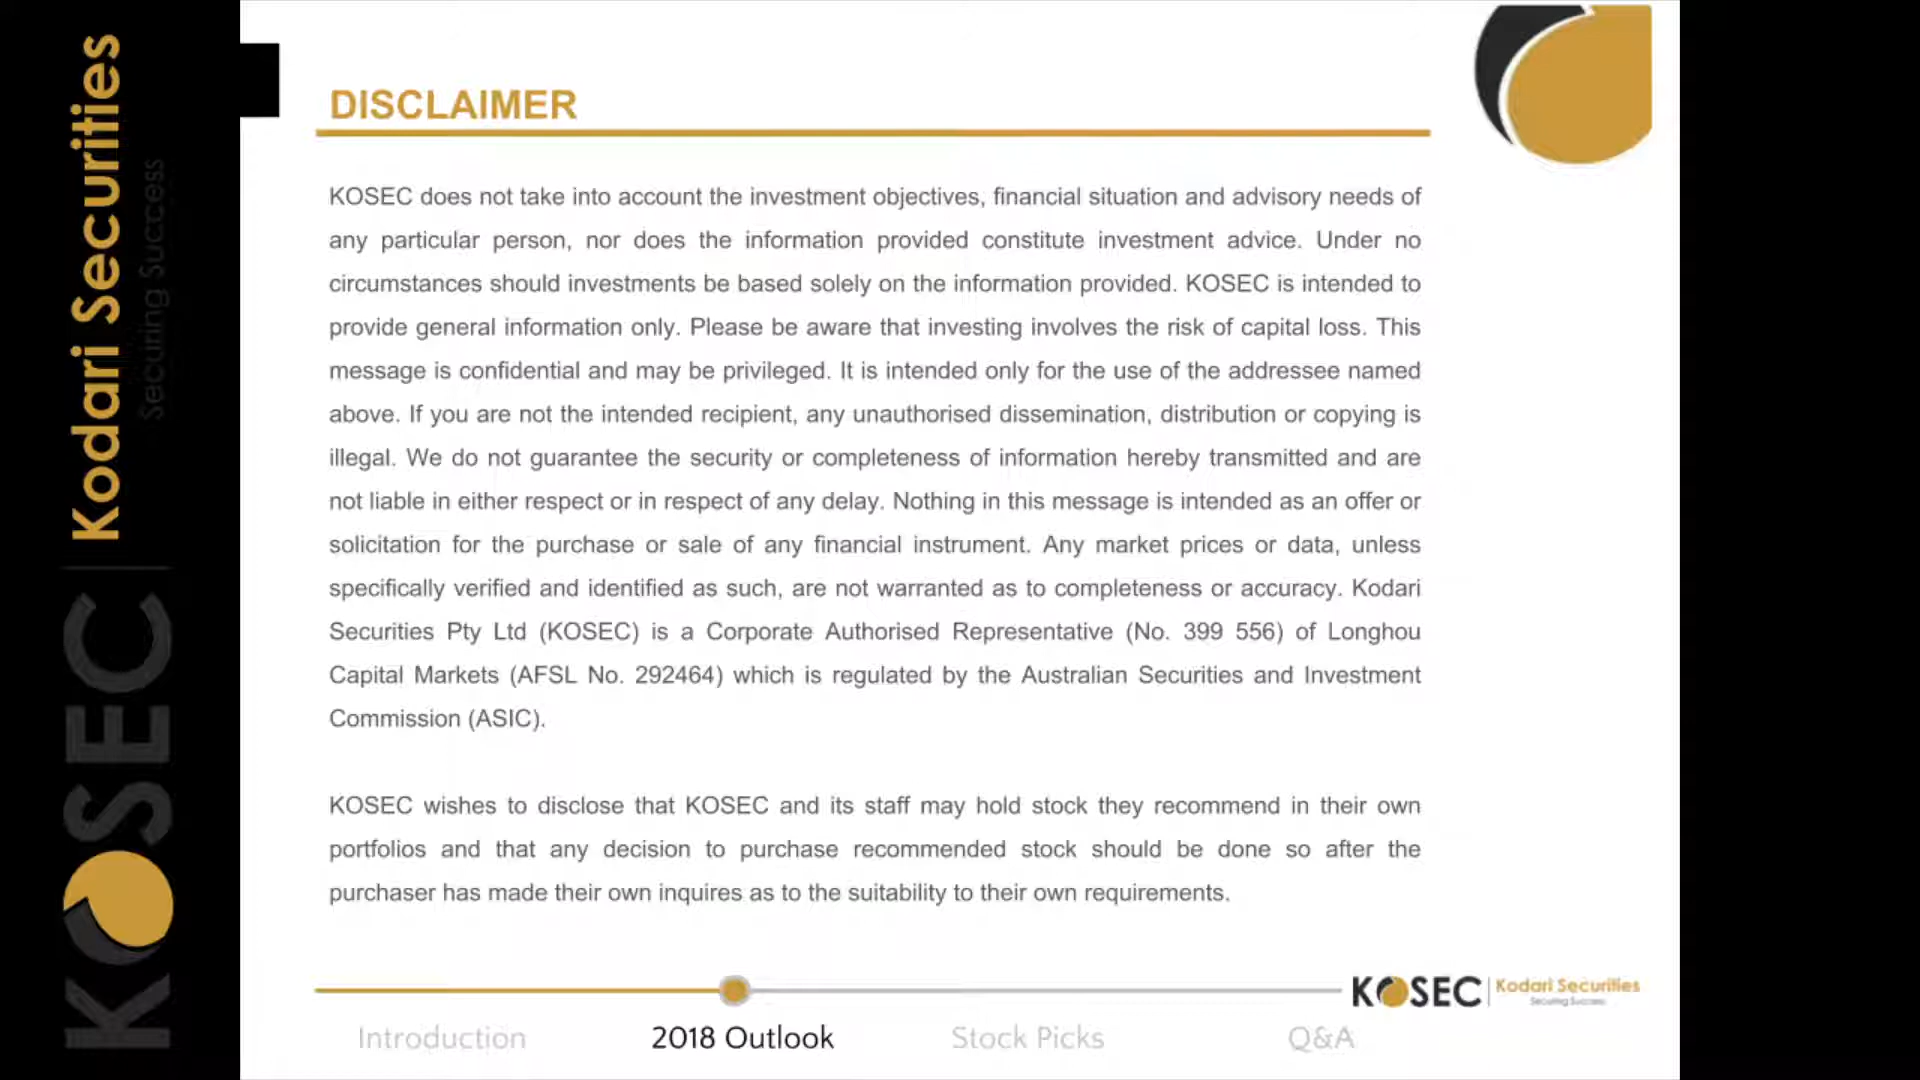 KOSEC | Kodari Securities
Securing Success
DISCLAIMER
KOSEC does not take into account the investment objectives, financial situation and advisory needs of
any particular person, nor does the information provided constitute investment advice. Under no
circumstances should investments be based solely on the information provided. KOSEC is intended to
provide general information only. Please be aware that investing involves the risk of capital loss. This
message is confidential and may be privileged. It is intended only for the use of the addressee named
above. If you are not the intended recipient, any unauthorised dissemination, distribution or copying is
illegal. We do not guarantee the security or completeness of information hereby transmitted and are
not liable in either respect or in respect of any delay. Nothing in this message is intended as an offer or
solicitation for the purchase or sale of any financial instrument. Any market prices or data, unless
specifically verified and identified as such, are not warranted as to completeness or accuracy. Kodari
Securities Pty Ltd (KOSEC) is a Corporate Authorised Representative (No. 399 556) of Longhou
Capital Markets (AFSL No. 292464) which is regulated by the Australian Securities and Investment
Commission (ASIC).
KOSEC wishes to disclose that KOSEC and its staff may hold stock they recommend in their own
portfolios and that any decision to purchase recommended stock should be done so after the
purchaser has made their own inquires as to the suitability to their own requirements.
KOSEC | Kodari Securities
Securing Success
Introduction
2018 Outlook
Stock Picks
Q&A